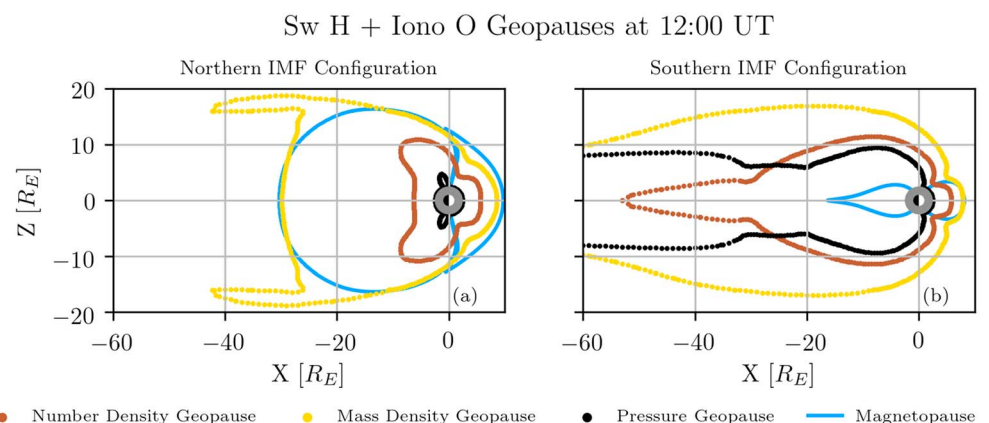 Sw H + Iono O Geopauses at 12:00 UT
Northern IMF Configuration
Southern IMF Configuration
20
10
0
−10
−20
Z [R_E]
(a)
(b)
−60 −40 −20 0
−60 −40 −20 0
X [R_E]
X [R_E]
Number Density Geopause Mass Density Geopause Pressure Geopause Magnetopause